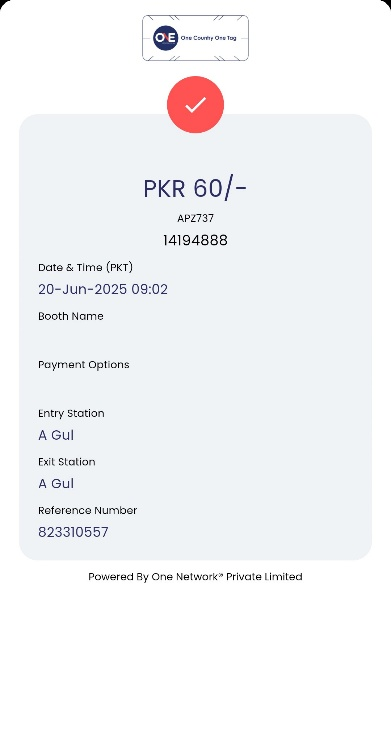 ONE One Country One Tag
PKR 60/-
APZ737
14194888
Date & Time (PKT)
20-Jun-2025 09:02
Booth Name
Payment Options
Entry Station
A Gul
Exit Station
A Gul
Reference Number
823310557
Powered By One Network® Private Limited